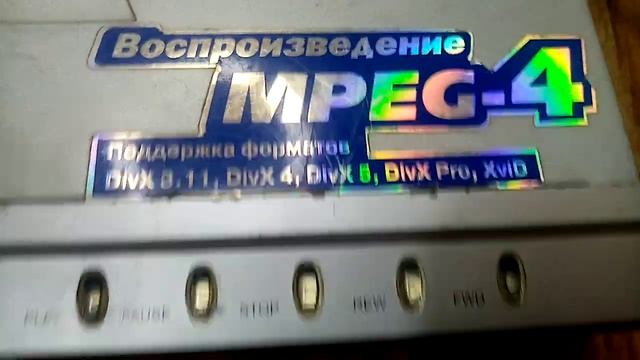 Воспроизведение
MPEG-4
Поддержка форматов
DivX 3.11, DivX 4, DivX 5, DivX Pro, XviD
PLAY PAUSE STOP REW FWD